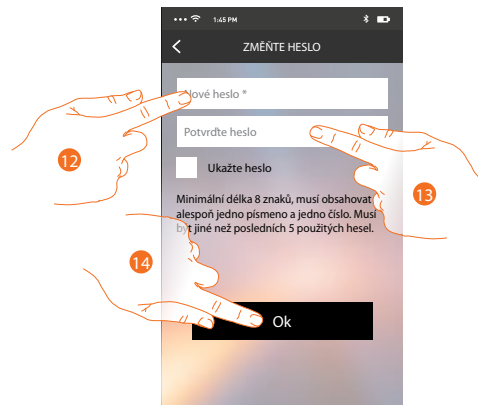 1:45 PM
ZMĚŇTE HESLO
Nové heslo *
Potvrďte heslo
Ukažte heslo
12
13
Minimální délka 8 znaků, musí obsahovat
alespoň jedno písmeno a jedno číslo. Musí
být jiné než posledních 5 použitých hesel.
14
Ok